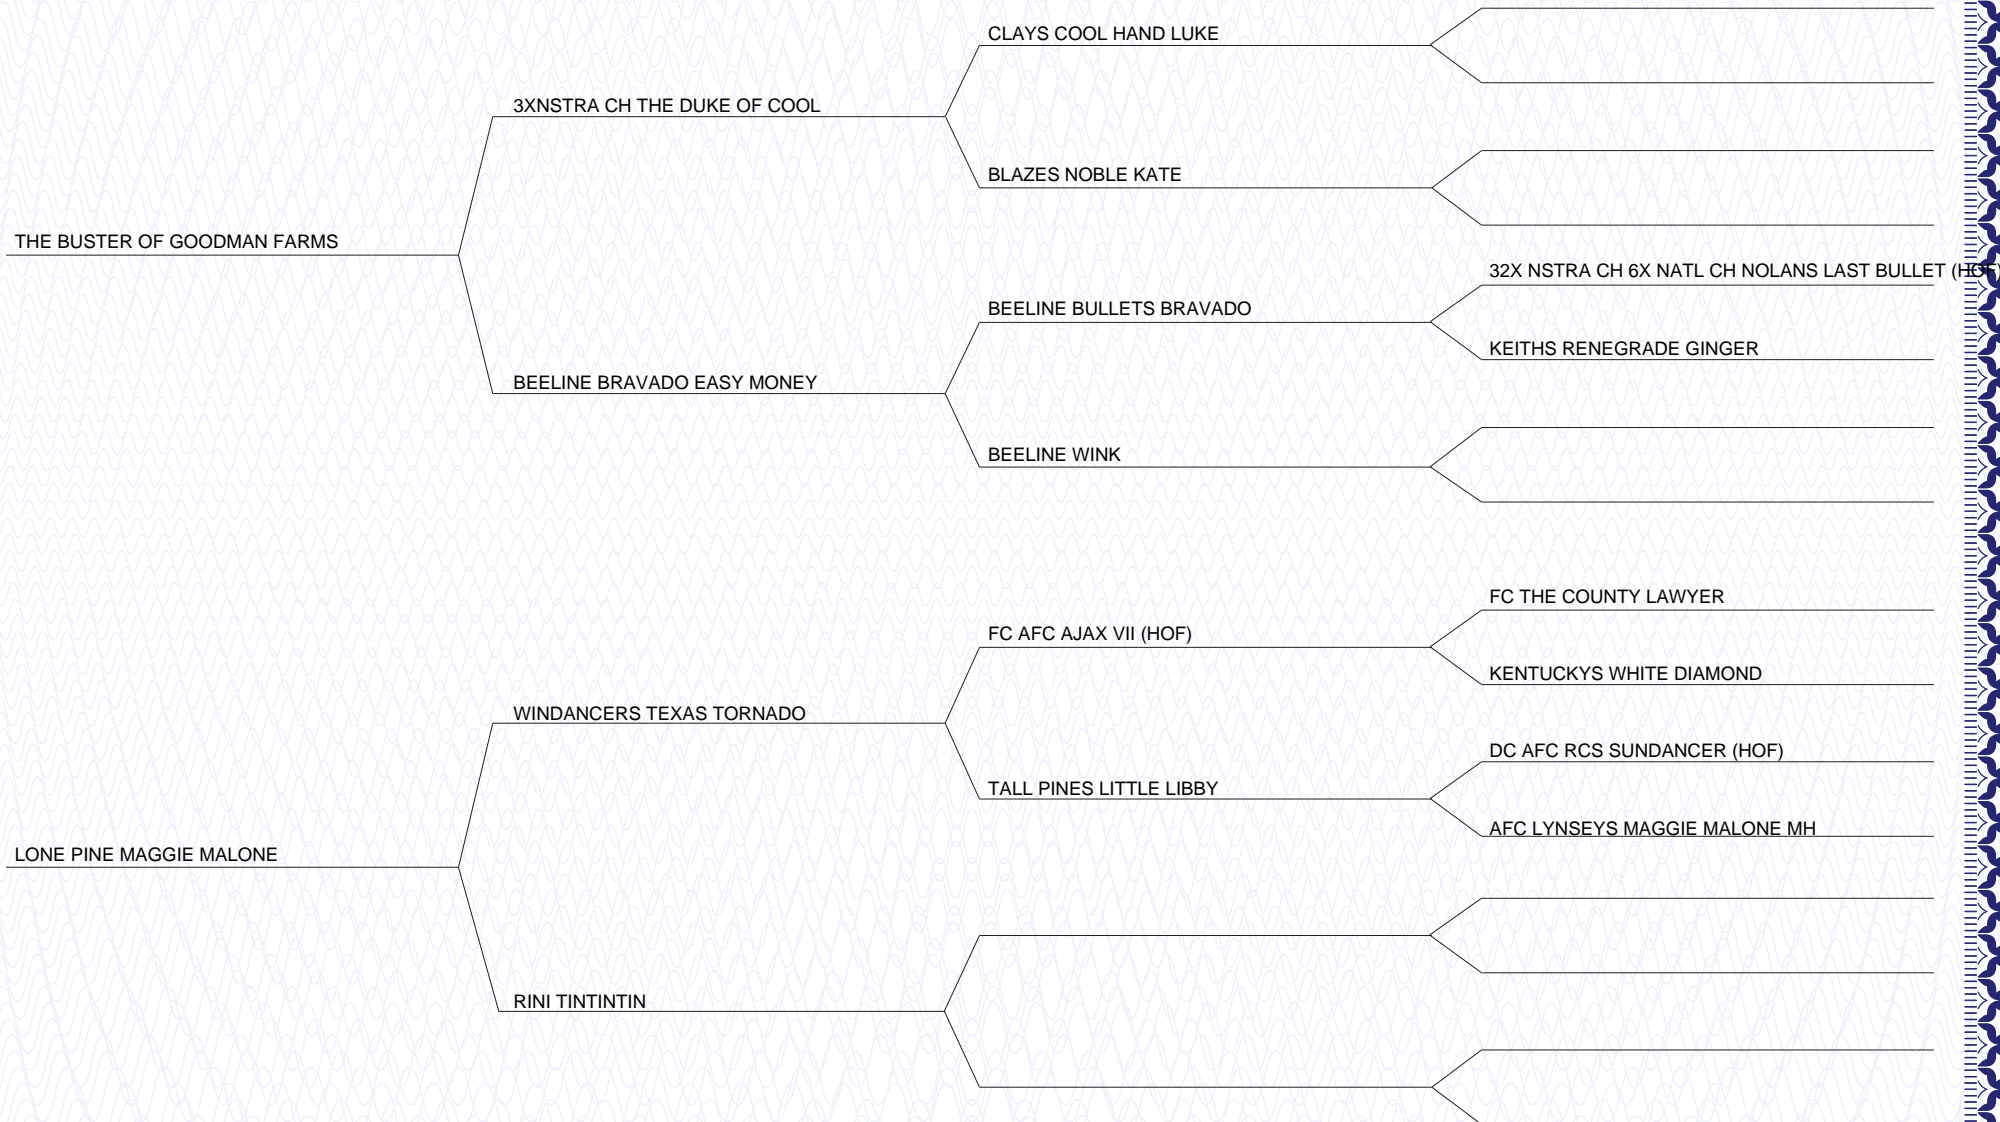 CLAYS COOL HAND LUKE
3XNSTRA CH THE DUKE OF COOL
BLAZES NOBLE KATE
THE BUSTER OF GOODMAN FARMS
32X NSTRA CH 6X NATL CH NOLANS LAST BULLET (HOF)
BEELINE BULLETS BRAVADO
KEITHS RENEGRADE GINGER
BEELINE BRAVADO EASY MONEY
BEELINE WINK
FC THE COUNTY LAWYER
FC AFC AJAX VII (HOF)
KENTUCKYS WHITE DIAMOND
WINDANCERS TEXAS TORNADO
DC AFC RCS SUNDANCER (HOF)
TALL PINES LITTLE LIBBY
AFC LYNSEYS MAGGIE MALONE MH
LONE PINE MAGGIE MALONE
RINI TINTINTIN